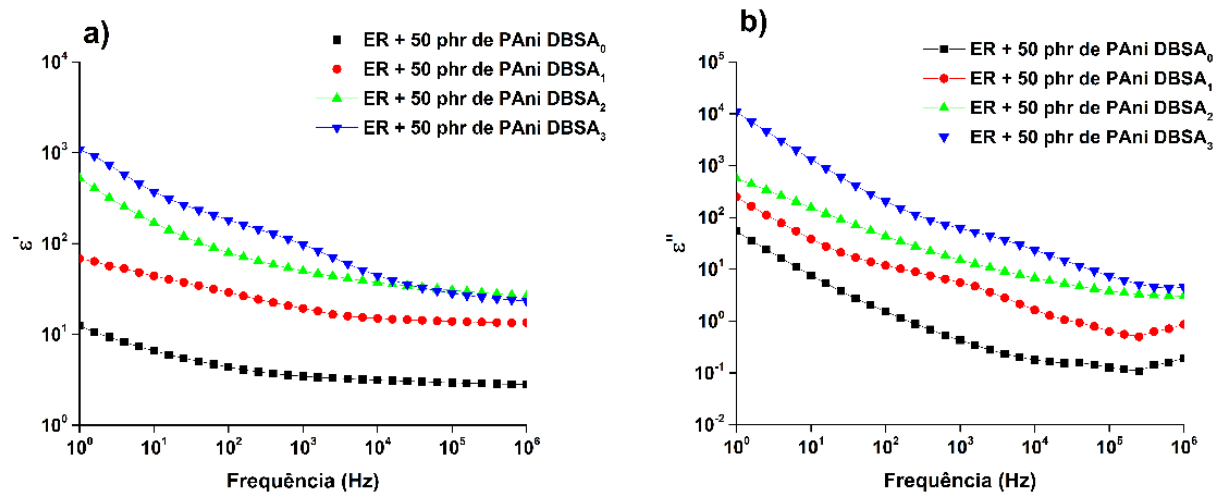 a)
ER + 50 phr de PAni DBSA₀
ER + 50 phr de PAni DBSA₁
ER + 50 phr de PAni DBSA₂
ER + 50 phr de PAni DBSA₃
10⁴
10³
10²
10¹
10⁰
ε'
10⁰ 10¹ 10² 10³ 10⁴ 10⁵ 10⁶
Frequência (Hz)
b)
ER + 50 phr de PAni DBSA₀
ER + 50 phr de PAni DBSA₁
ER + 50 phr de PAni DBSA₂
ER + 50 phr de PAni DBSA₃
10⁵
10⁴
10³
10²
10¹
10⁰
10⁻¹
10⁻²
ε''
10⁰ 10¹ 10² 10³ 10⁴ 10⁵ 10⁶
Frequência (Hz)